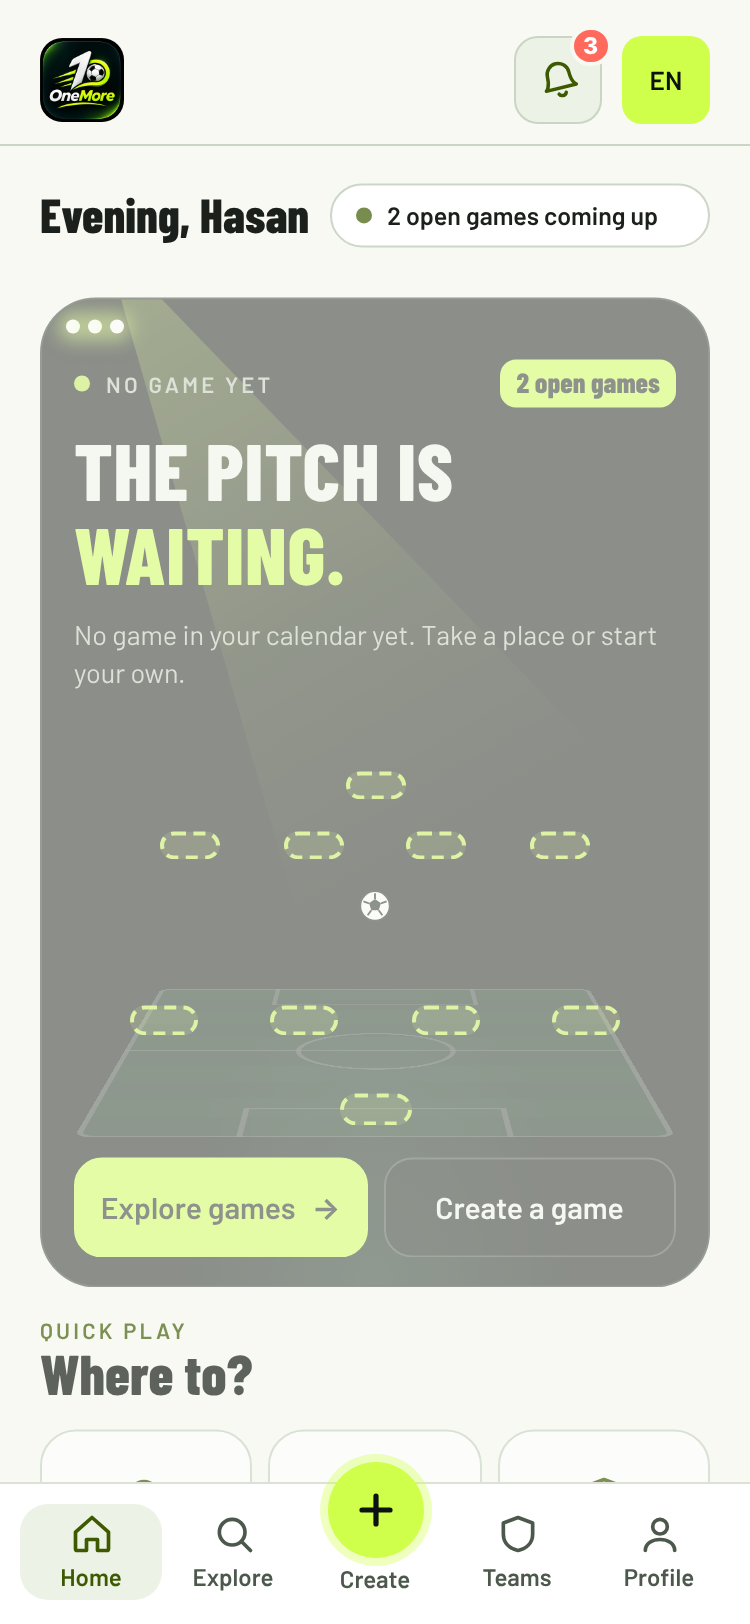 1
OneMore
3
EN
Evening, Hasan
2 open games coming up
NO GAME YET
2 open games
THE PITCH IS
WAITING.
No game in your calendar yet. Take a place or start
your own.
Explore games →
Create a game
QUICK PLAY
Where to?
Home
Explore
Create
Teams
Profile